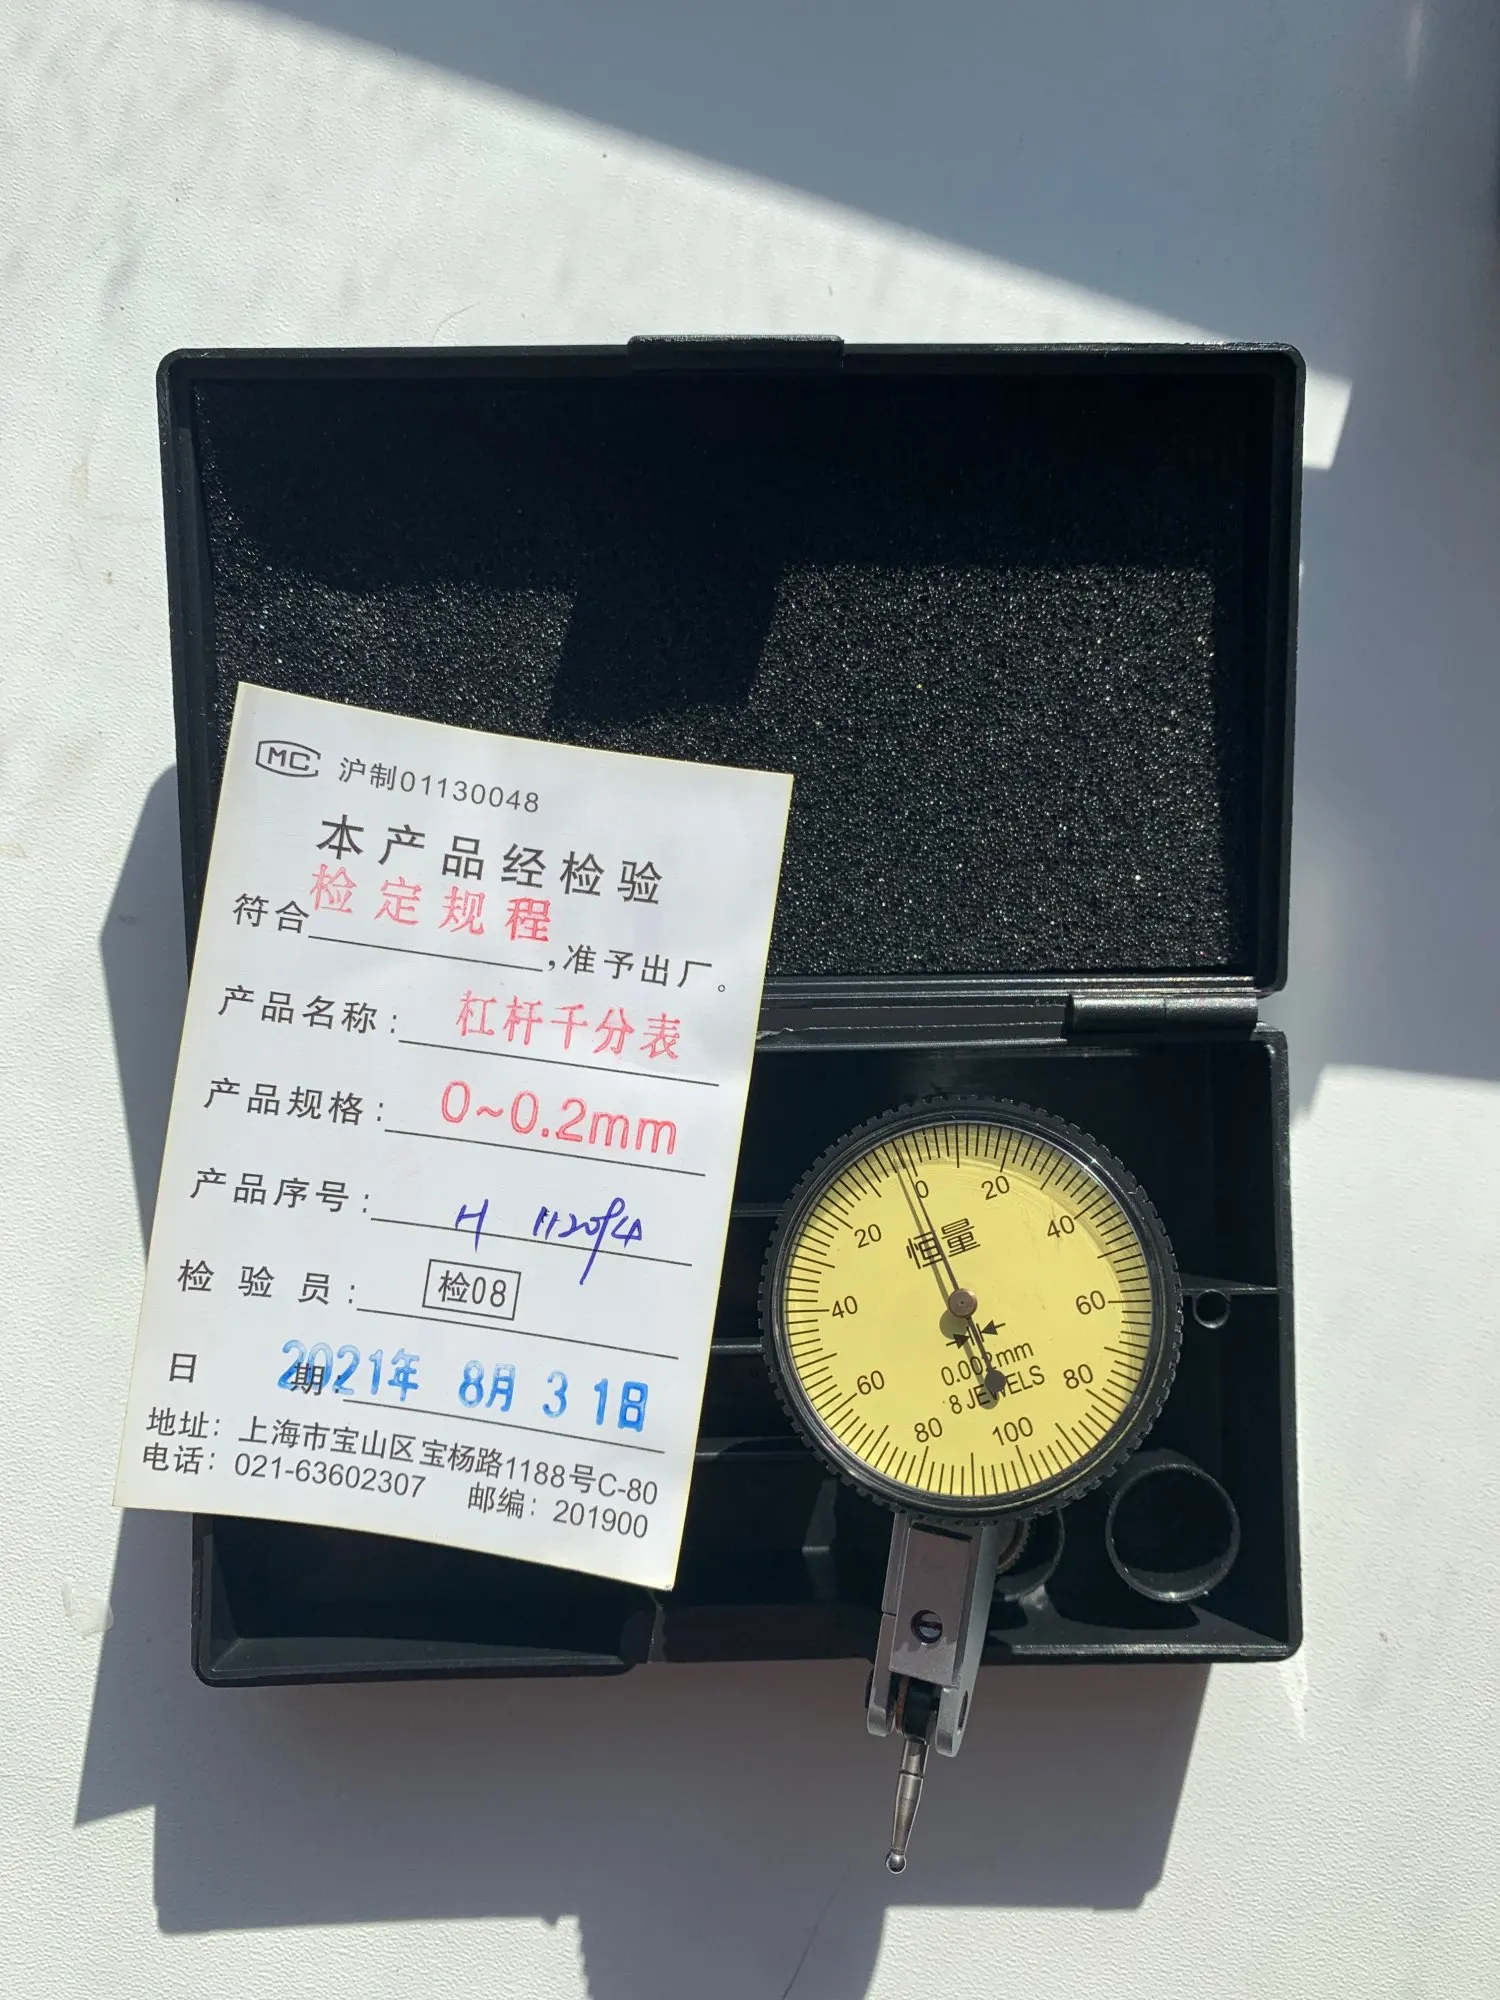 MC 沪制01130048
本产品经检验
符合检定规程,准予出厂。
产品名称: 杠杆千分表
产品规格: 0~0.2mm
产品序号: H
检验员: 检08
日期: 2021年 8月 31日
地址: 上海市宝山区宝杨路1188号C-80
电话: 021-63602307 邮编: 201900
0 20 40 60 80 100
20 40 60 80
恒量
0.002mm
8 JEWELS